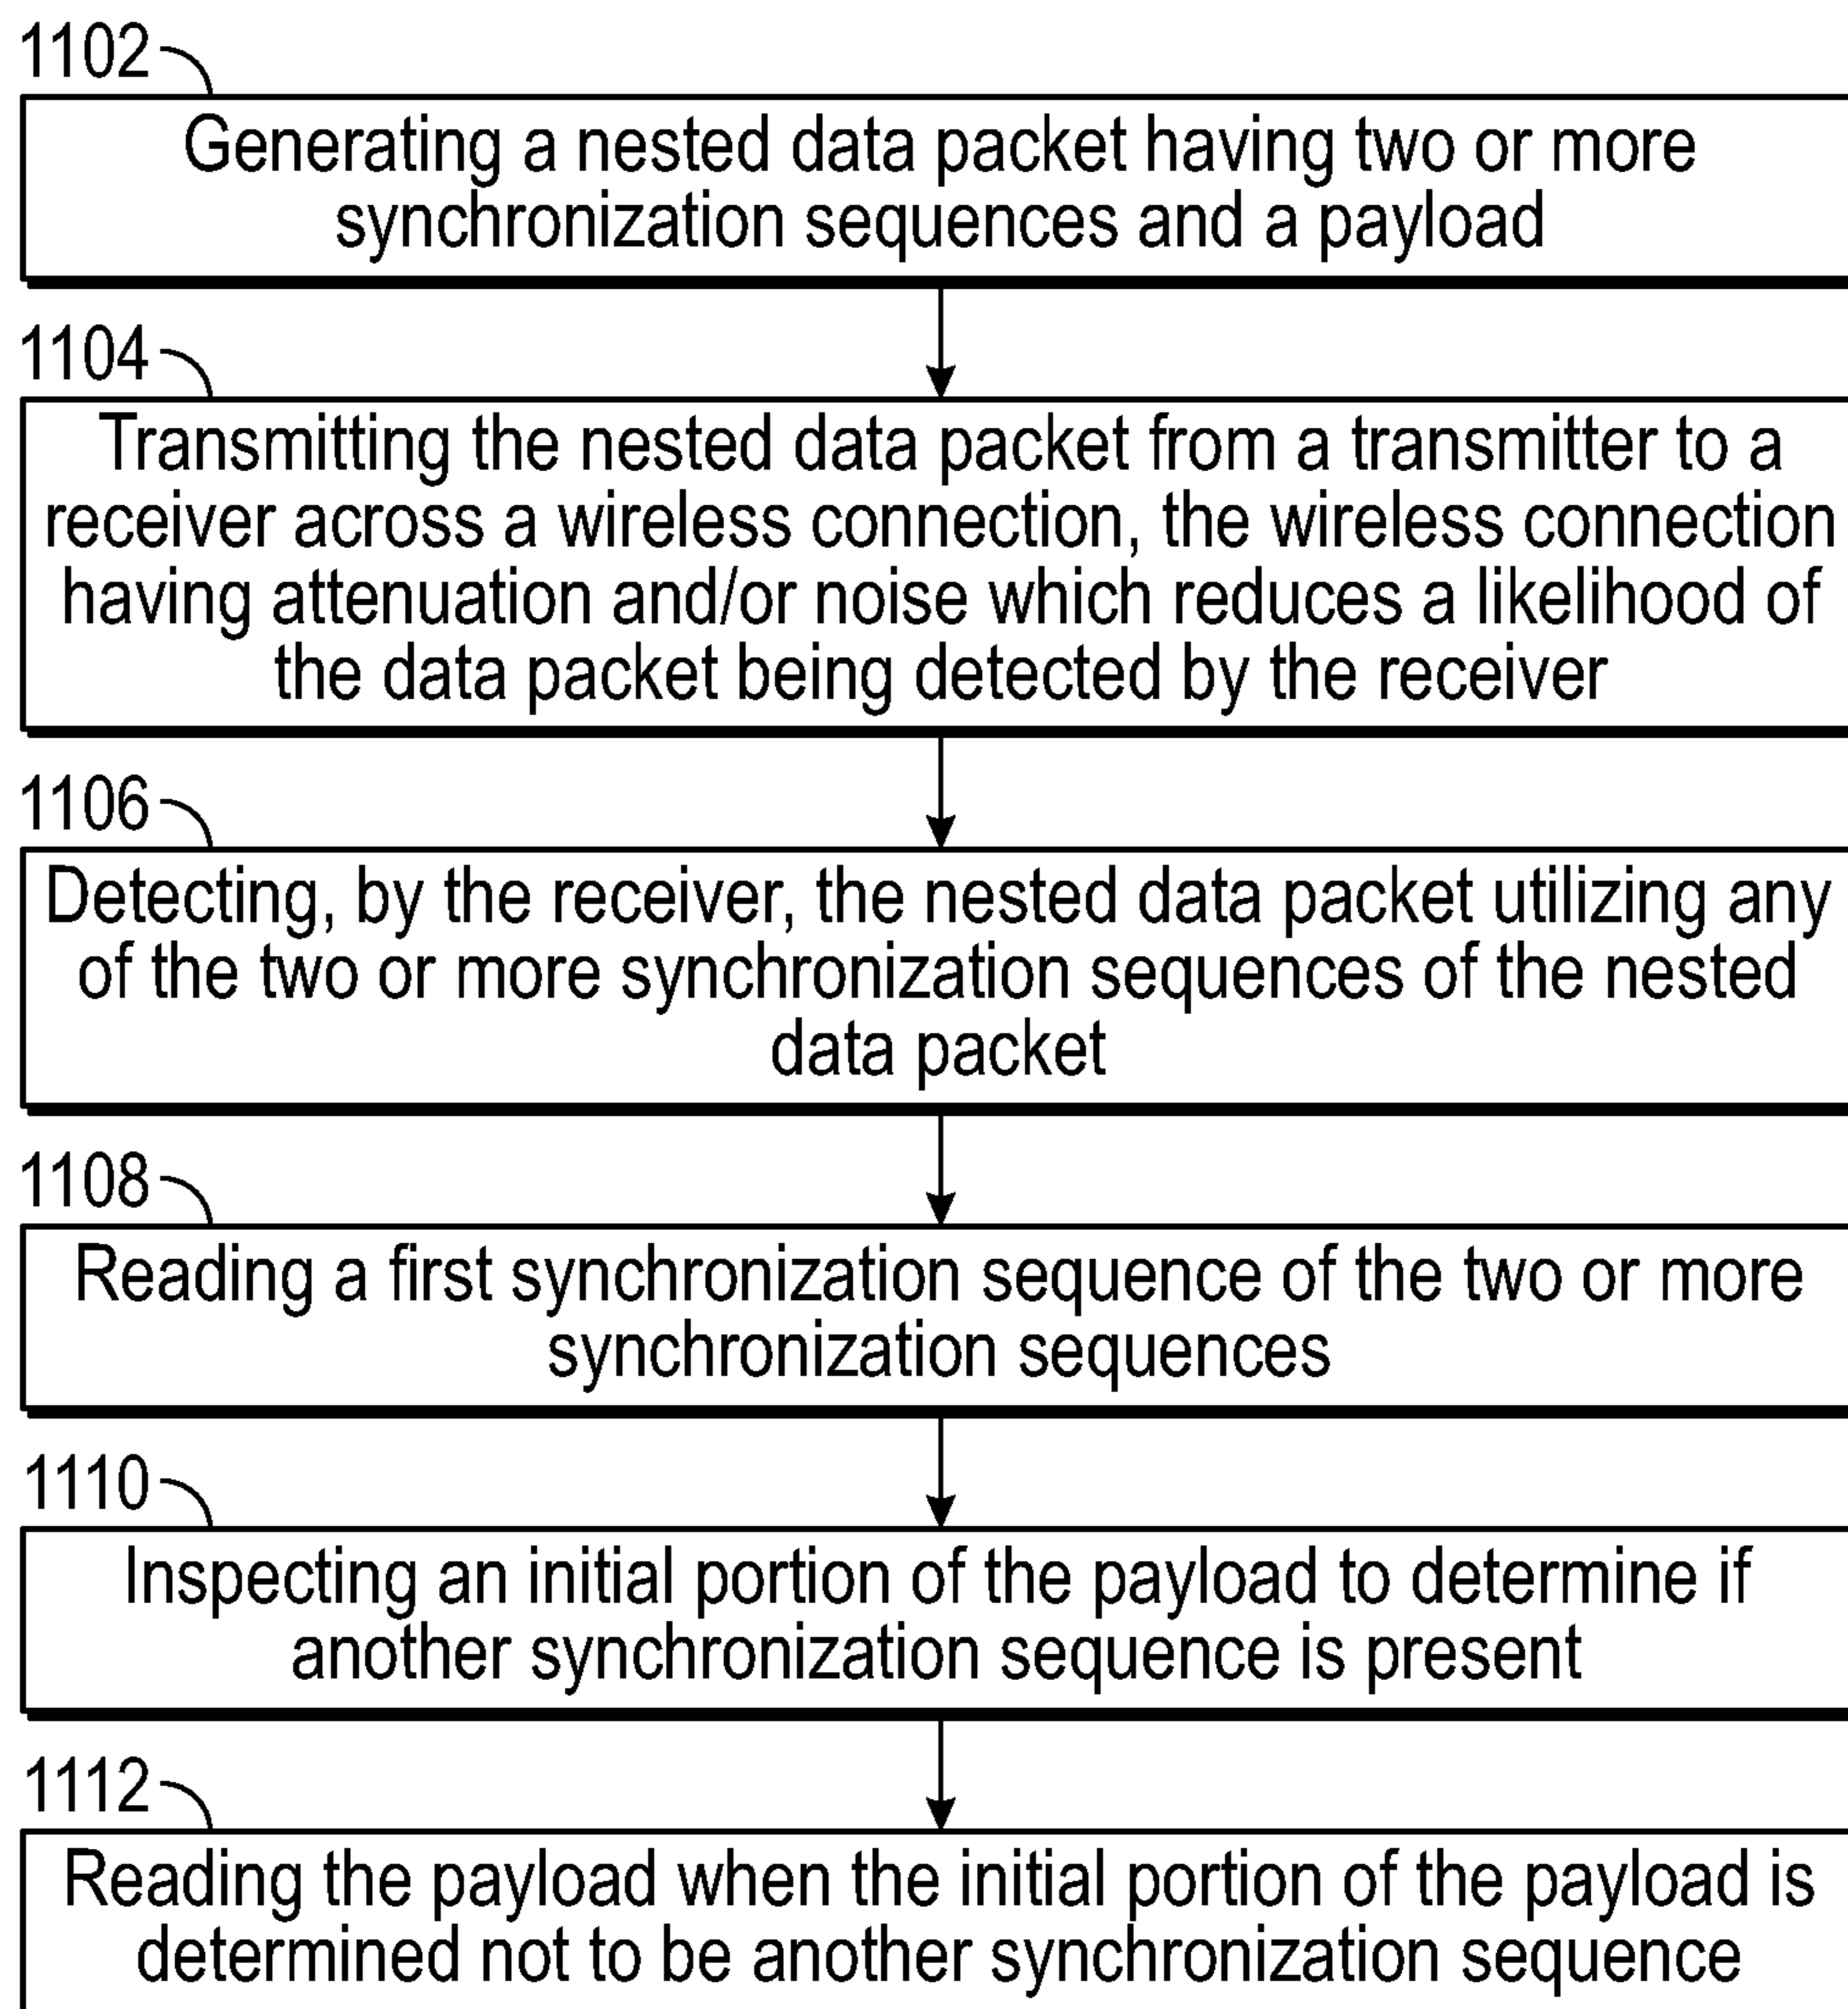 1102
Generating a nested data packet having two or more
synchronization sequences and a payload
1104
Transmitting the nested data packet from a transmitter to a
receiver across a wireless connection, the wireless connection
having attenuation and/or noise which reduces a likelihood of
the data packet being detected by the receiver
1106
Detecting, by the receiver, the nested data packet utilizing any
of the two or more synchronization sequences of the nested
data packet
1108
Reading a first synchronization sequence of the two or more
synchronization sequences
1110
Inspecting an initial portion of the payload to determine if
another synchronization sequence is present
1112
Reading the payload when the initial portion of the payload is
determined not to be another synchronization sequence